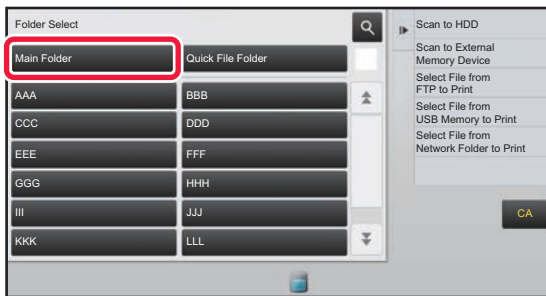 Folder Select
Main Folder
Quick File Folder
AAA
BBB
CCC
DDD
EEE
FFF
GGG
HHH
III
JJJ
KKK
LLL
Scan to HDD
Scan to External
Memory Device
Select File from
FTP to Print
Select File from
USB Memory to Print
Select File from
Network Folder to Print
CA